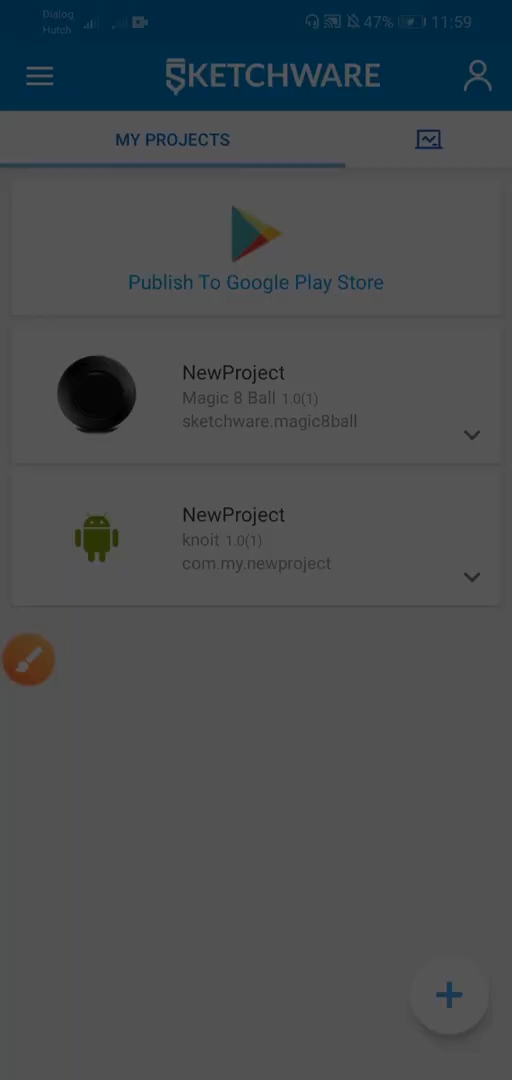 Dialog
Hutch
47%
11:59
SKETCHWARE
MY PROJECTS
Publish To Google Play Store
NewProject
Magic 8 Ball 1.0(1)
sketchware.magic8ball
NewProject
knoit 1.0(1)
com.my.newproject